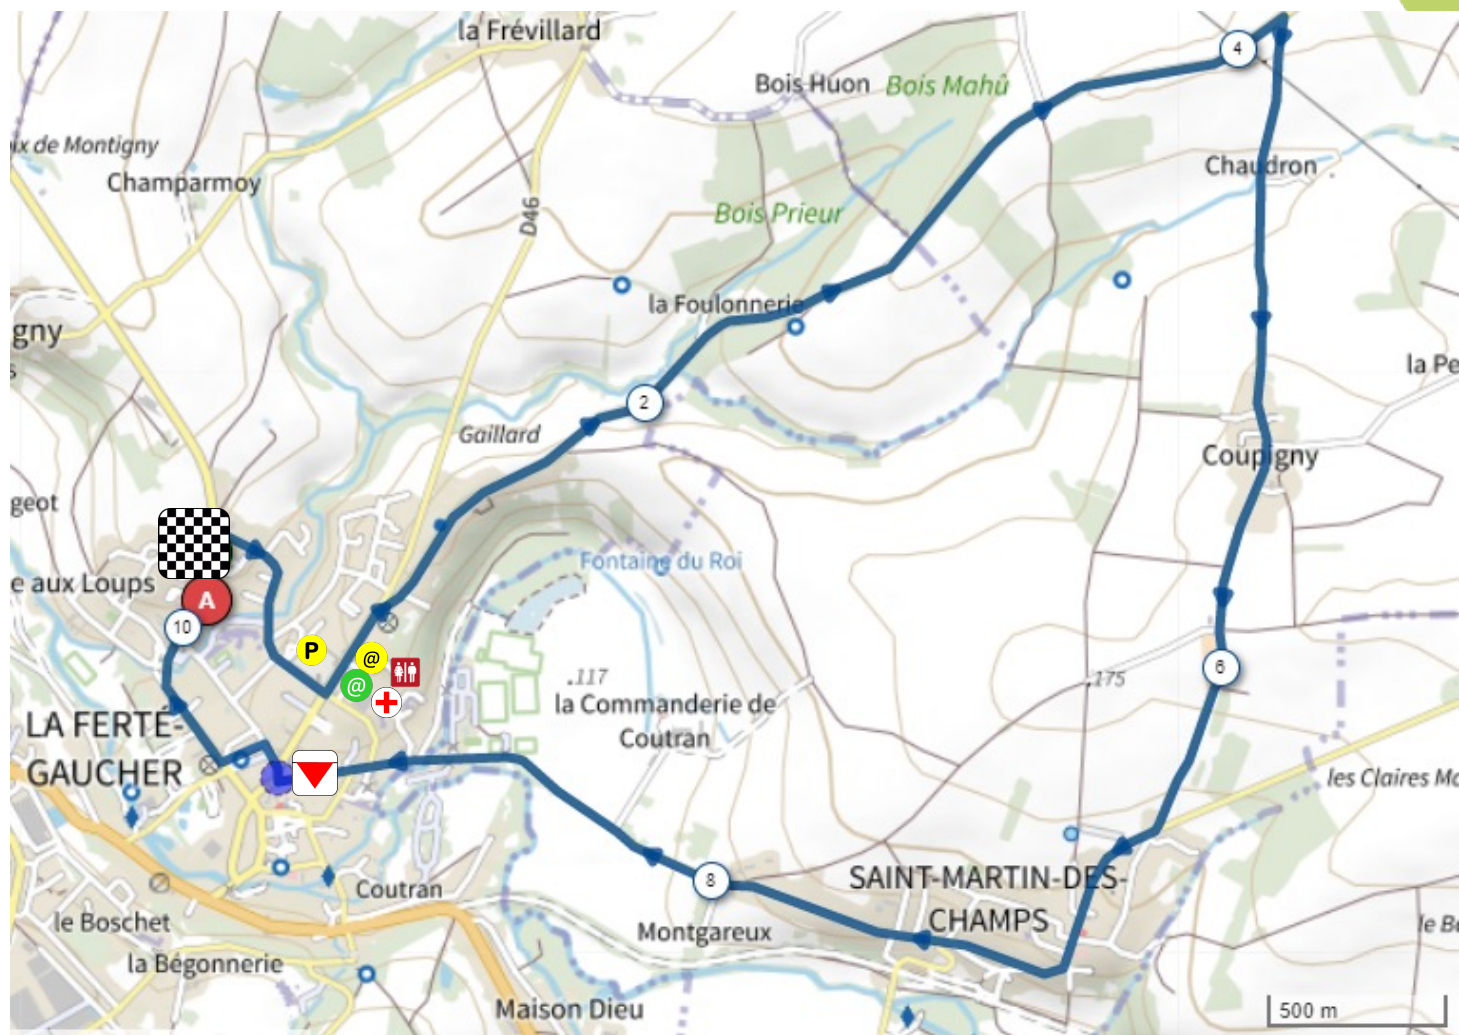 la Frévillard
4
Bois Huon
Bois Mahû
ix de Montigny
Champarmoy
Chaudron
D46
Bois Prieur
la Foulonnerie
gny
s
la Pe
2
Gaillard
Coupigny
geot
Fontaine du Roi
e aux Loups
A
10
P
@
@
6
.117
.175
la Commanderie de
Coutran
LA FERTÉ-
GAUCHER
les Claires Mo
8
SAINT-MARTIN-DES-
CHAMPS
Coutran
le Boschet
Montgareux
le Bo
la Bégonnerie
Maison Dieu
500 m